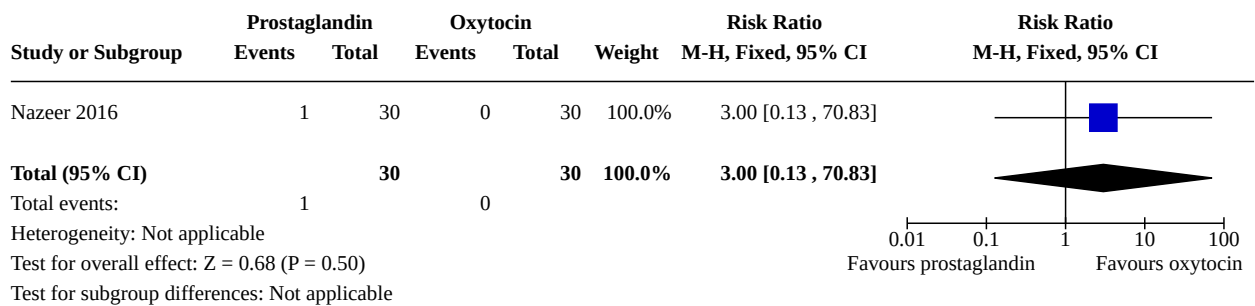 Prostaglandin Oxytocin Risk Ratio Risk Ratio
Study or Subgroup Events Total Events Total Weight M-H, Fixed, 95% CI M-H, Fixed, 95% CI
Nazeer 2016 1 30 0 30 100.0% 3.00 [0.13 , 70.83]
Total (95% CI) 30 30 100.0% 3.00 [0.13 , 70.83]
Total events: 1 0
Heterogeneity: Not applicable
Test for overall effect: Z = 0.68 (P = 0.50)
Test for subgroup differences: Not applicable
0.01 0.1 1 10 100
Favours prostaglandin Favours oxytocin